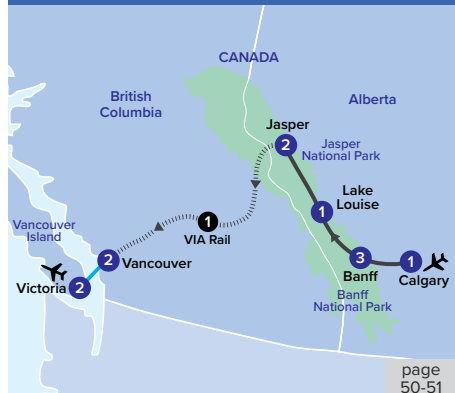 CANADA
British
Columbia
Alberta
Jasper
2
Jasper
National Park
Lake
Louise
1
1
VIA Rail
Vancouver
Island
2
Vancouver
3
Banff
1
Calgary
Victoria
2
Banff
National Park
page
50-51